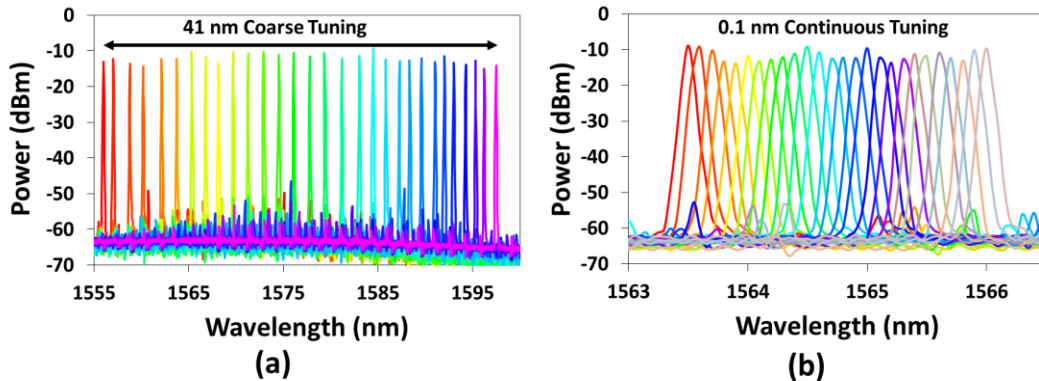 41 nm Coarse Tuning
Power (dBm)
0
-10
-20
-30
-40
-50
-60
-70
1555 1565 1575 1585 1595
Wavelength (nm)
(a)
0.1 nm Continuous Tuning
Power (dBm)
0
-10
-20
-30
-40
-50
-60
-70
1563 1564 1565 1566
Wavelength (nm)
(b)